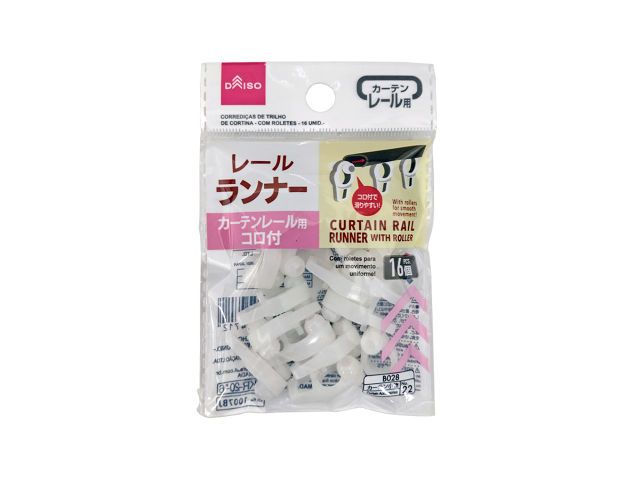 DAISO
CORREDIÇAS DE TRILHO
DE CORTINA - COM ROLETES - 16 UNID.-
カーテン
レール用
レール
ランナー
カーテンレール用
コロ付
コロ付で
滑りやすい!
With rollers
for smooth
movement!
CURTAIN RAIL
RUNNER WITH ROLLER
Com roletes para
um movimento
uniforme!
16 PCS.
個
B028
22